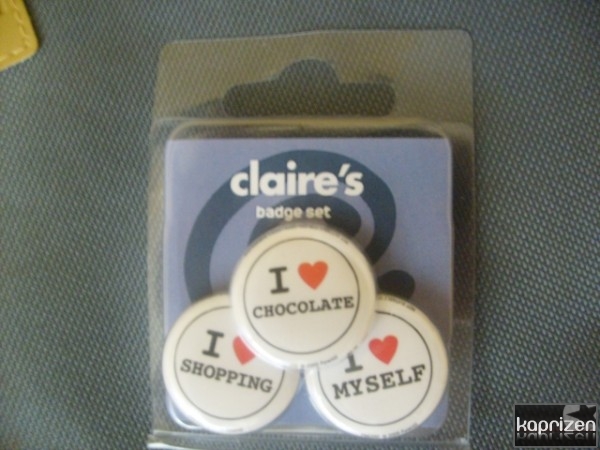 claire's
badge set
I ♥
CHOCOLATE
I ♥
SHOPPING
I ♥
MYSELF
kaprizen